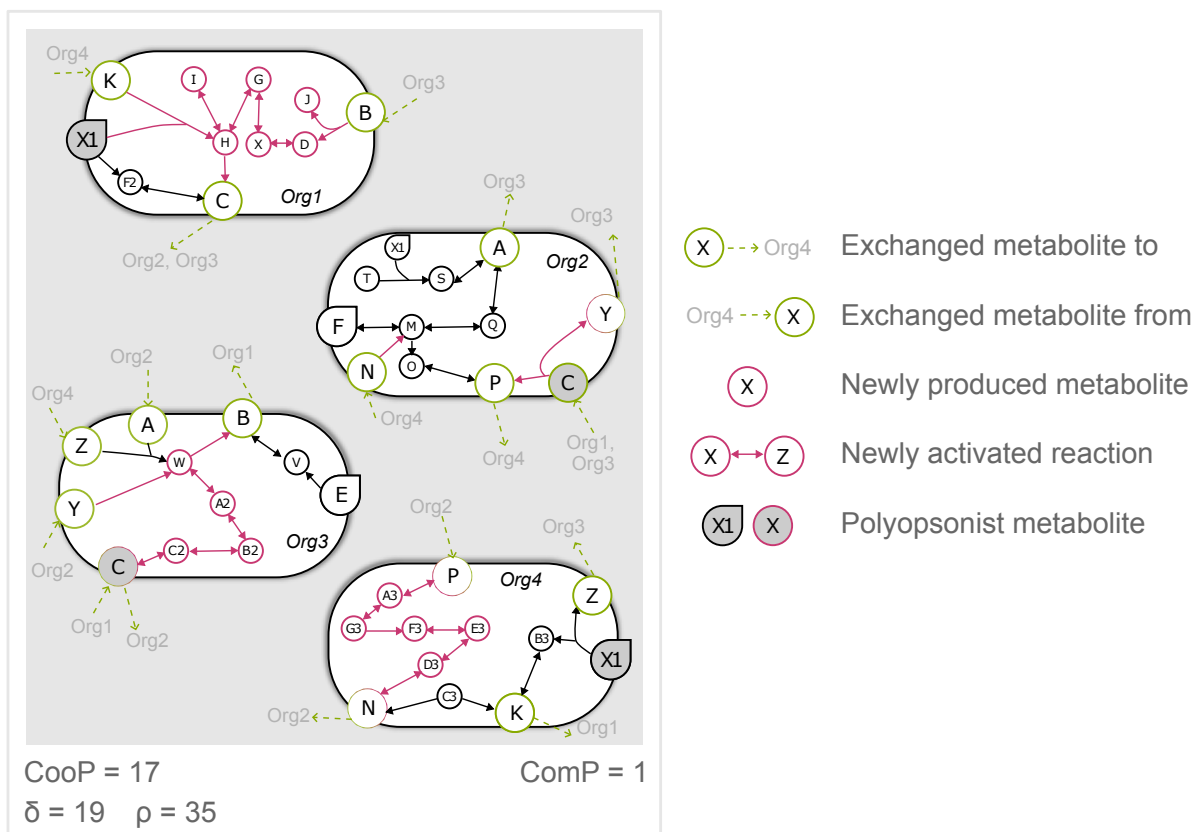 Org4
K
I
G
J
B
Org3
X1
H
X
D
F2
C
Org1
Org2, Org3
Org3
Org3
X1
A
Org2
T
S
Y
F
M
Q
O
N
P
C
Org4
Org4
Org1,
Org3
Org2
Org1
Org4
A
B
Z
W
V
E
Y
A2
C2
B2
Org3
C
Org2
Org1
Org2
Org2
Org3
P
Org4
Z
A3
G3
F3
E3
B3
X1
D3
C3
N
K
Org2
Org1
CooP = 17
ComP = 1
δ = 19 ρ = 35
X Org4 Exchanged metabolite to
Org4 X Exchanged metabolite from
X Newly produced metabolite
X Z Newly activated reaction
X1 X Polyopsonist metabolite